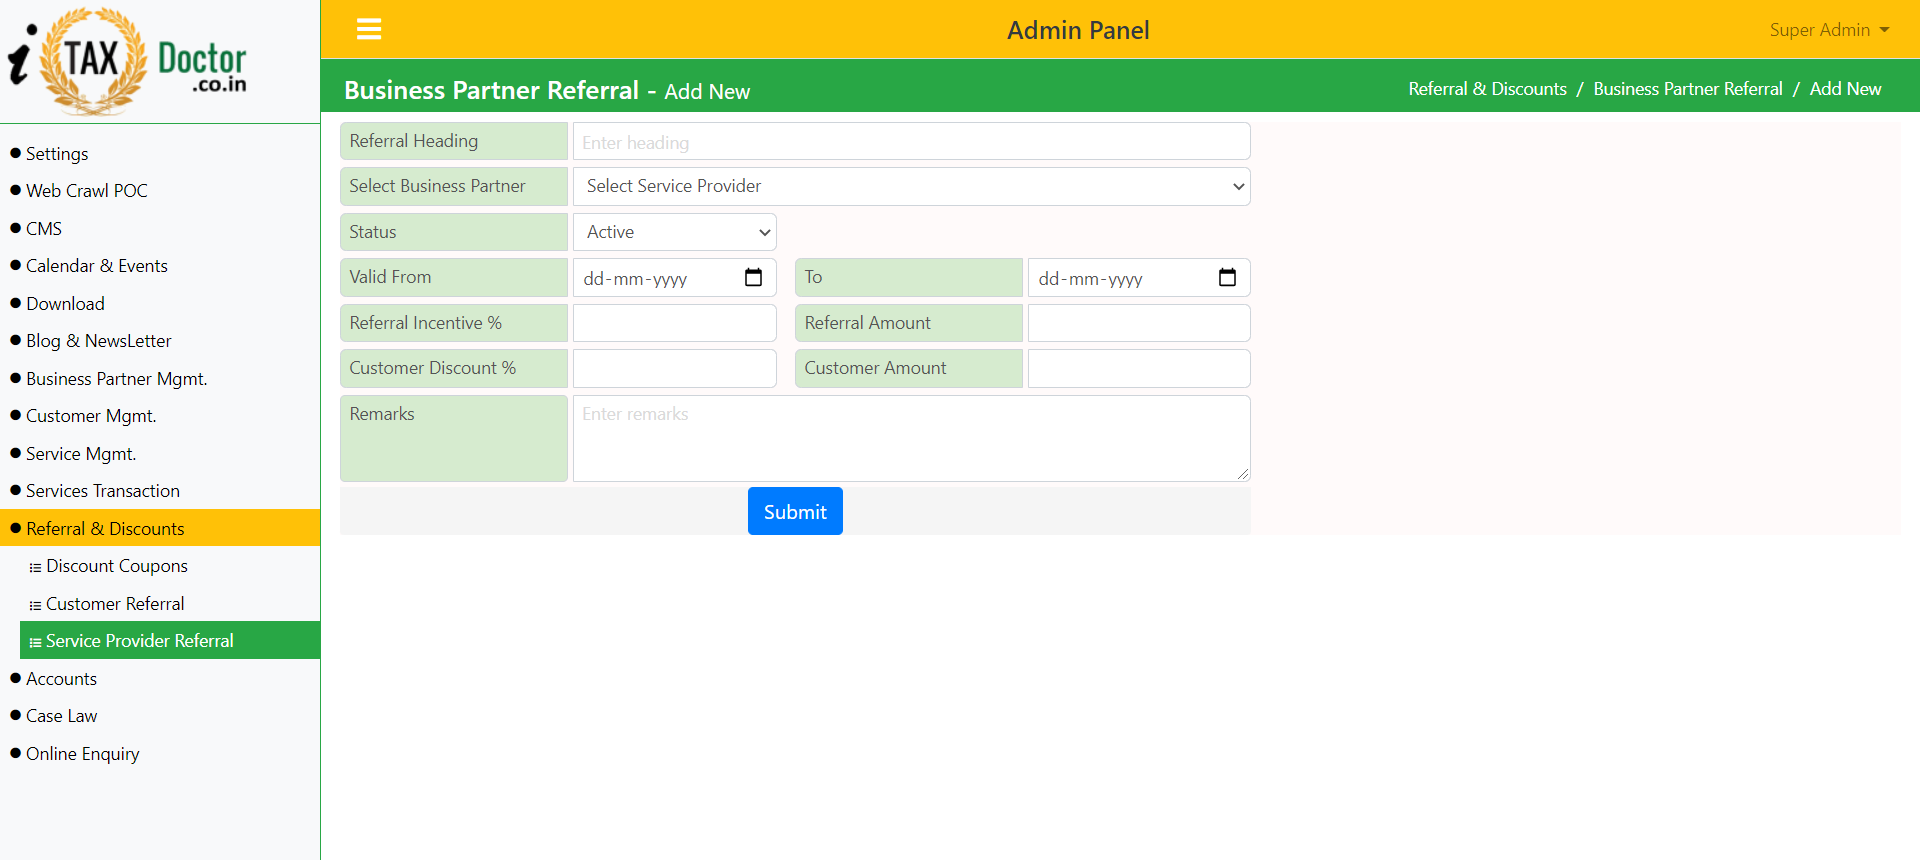 i TAX Doctor
.co.in
Admin Panel
Super Admin
Business Partner Referral - Add New
Referral & Discounts / Business Partner Referral / Add New
Settings
Web Crawl POC
CMS
Calendar & Events
Download
Blog & NewsLetter
Business Partner Mgmt.
Customer Mgmt.
Service Mgmt.
Services Transaction
Referral & Discounts
Discount Coupons
Customer Referral
Service Provider Referral
Accounts
Case Law
Online Enquiry
Referral Heading Enter heading
Select Business Partner Select Service Provider
Status Active
Valid From dd-mm-yyyy To dd-mm-yyyy
Referral Incentive % Referral Amount
Customer Discount % Customer Amount
Remarks Enter remarks
Submit